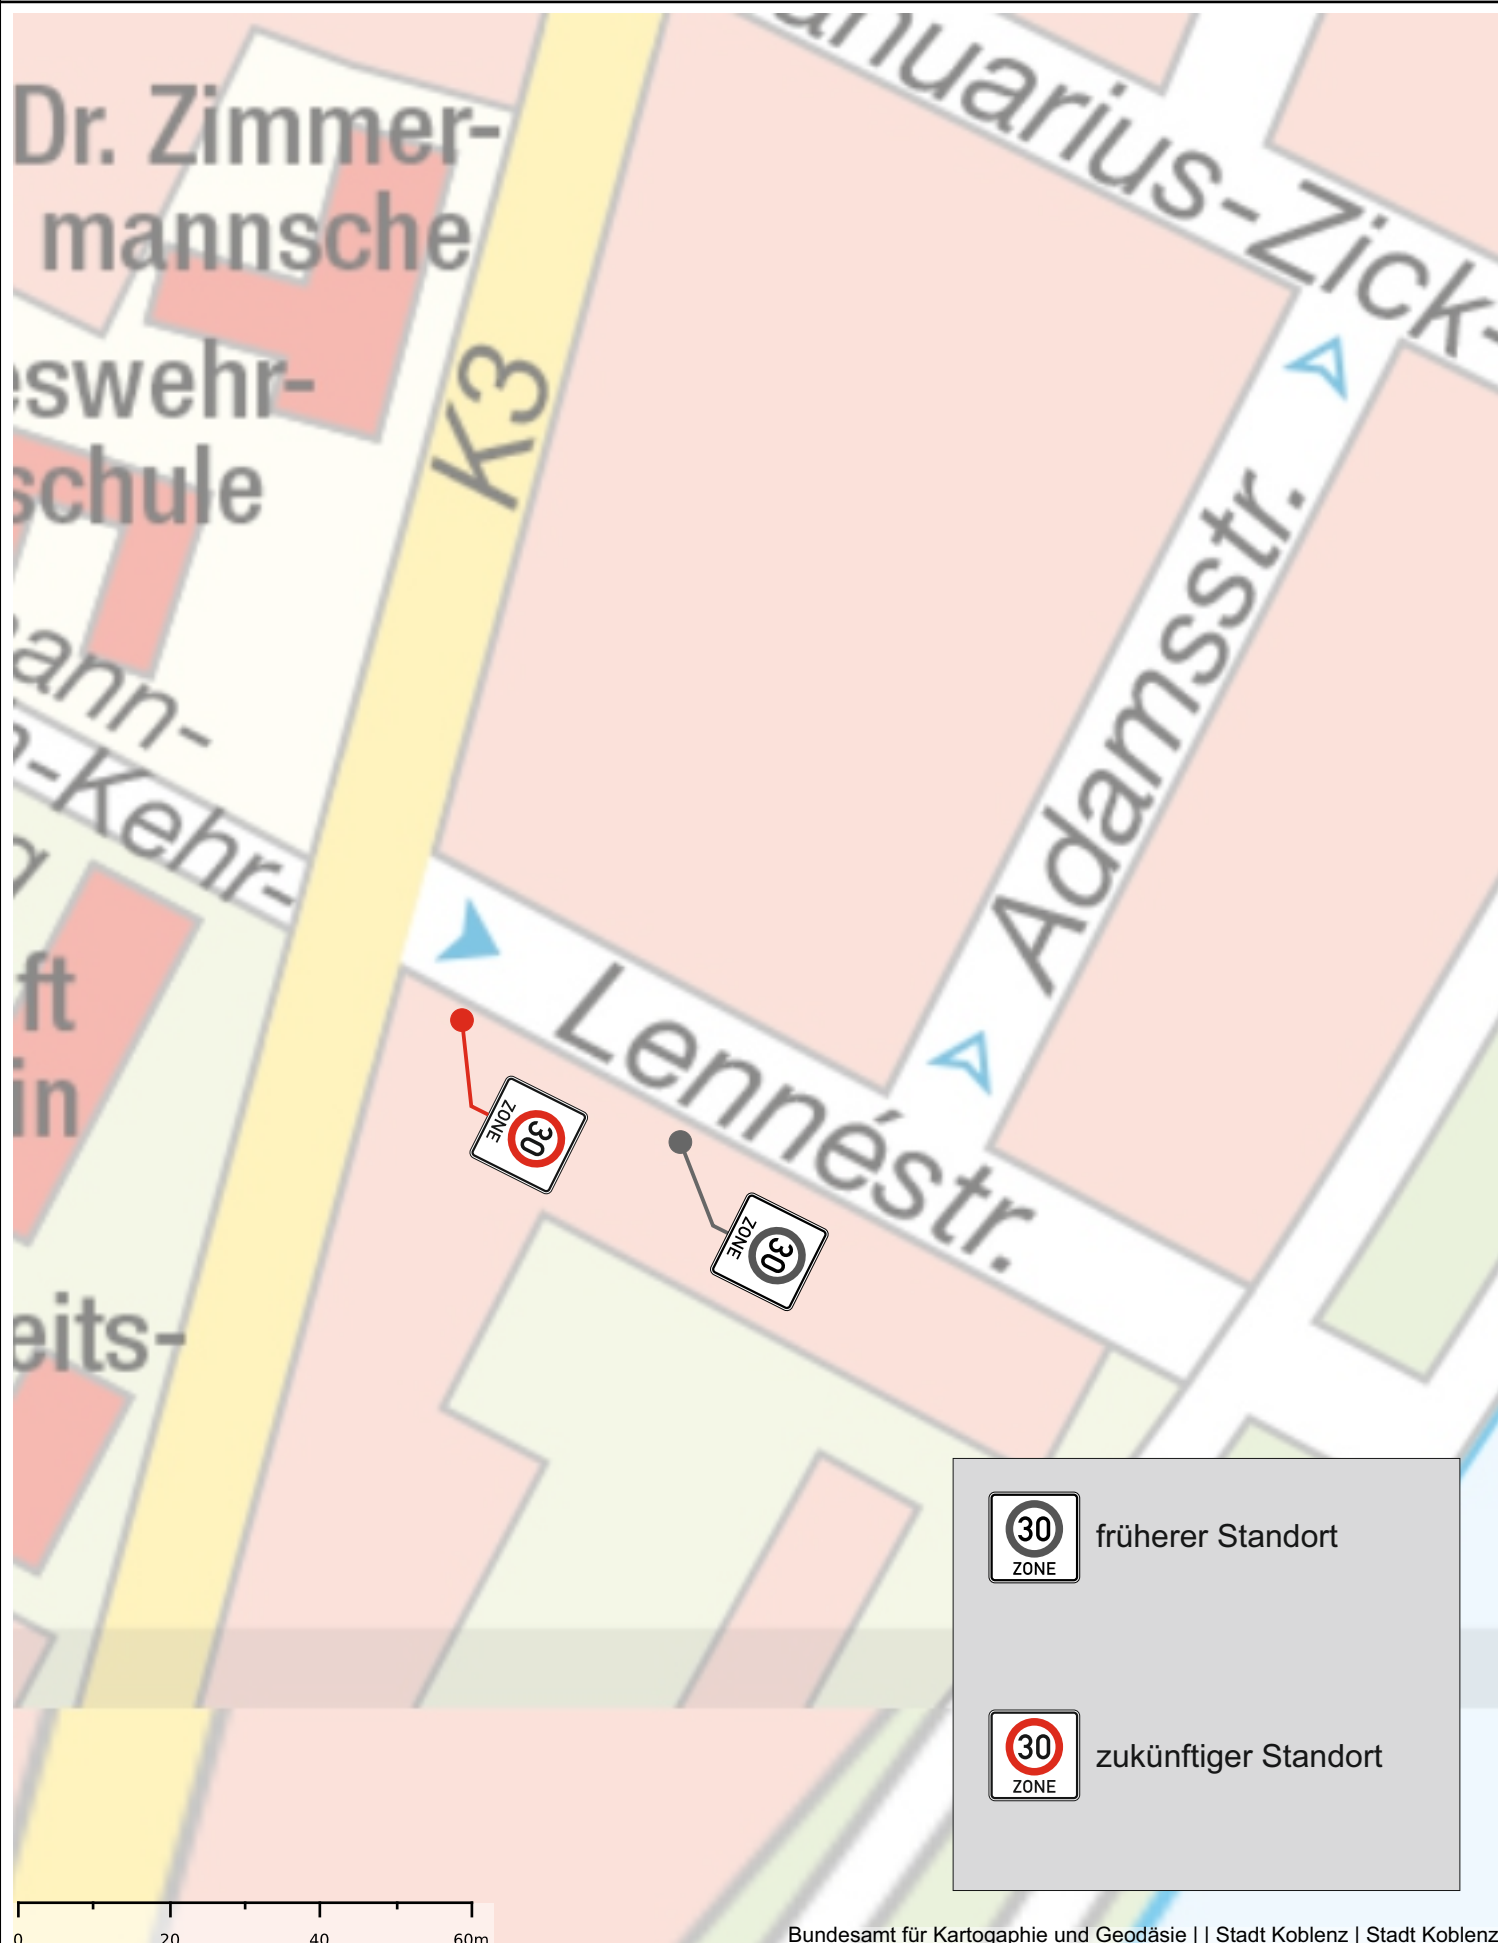 anuarius-Zick-
Dr. Zimmer-
mannsche
eswehr-
schule
K3
Adamsstr.
ann-
-Kehr-
g
ft
in
Lennéstr.
30
ZONE
30
ZONE
eits-
30
ZONE
früherer Standort
30
ZONE
zukünftiger Standort
0 20 40 60m
Bundesamt für Kartogaphie und Geodäsie | | Stadt Koblenz | Stadt Koblenz